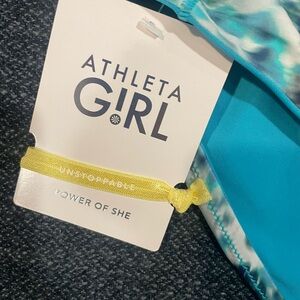 ATHLETA
GIRL
UNSTOPPABLE
POWER OF SHE